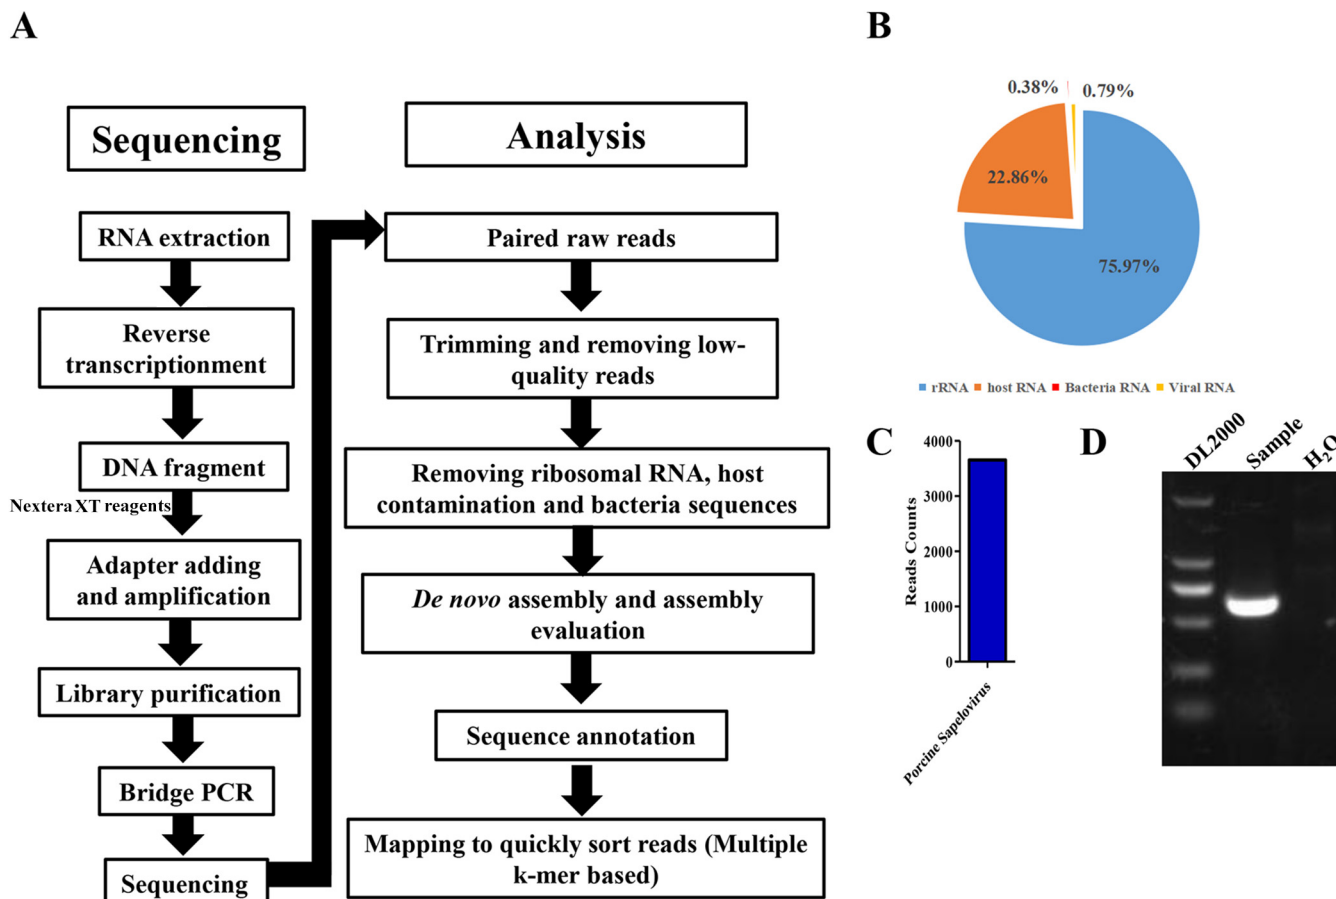 A
Sequencing
RNA extraction
Reverse
transcriptionment
DNA fragment
Nextera XT reagents
Adapter adding
and amplification
Library purification
Bridge PCR
Sequencing
Analysis
Paired raw reads
Trimming and removing low-
quality reads
Removing ribosomal RNA, host
contamination and bacteria sequences
De novo assembly and assembly
evaluation
Sequence annotation
Mapping to quickly sort reads (Multiple
k-mer based)
B
0.38%
0.79%
22.86%
75.97%
rRNA host RNA Bacteria RNA Viral RNA
C
Reads Counts
4000
3000
2000
1000
0
Porcine Sapelovirus
D
DL2000
Sample
H₂O